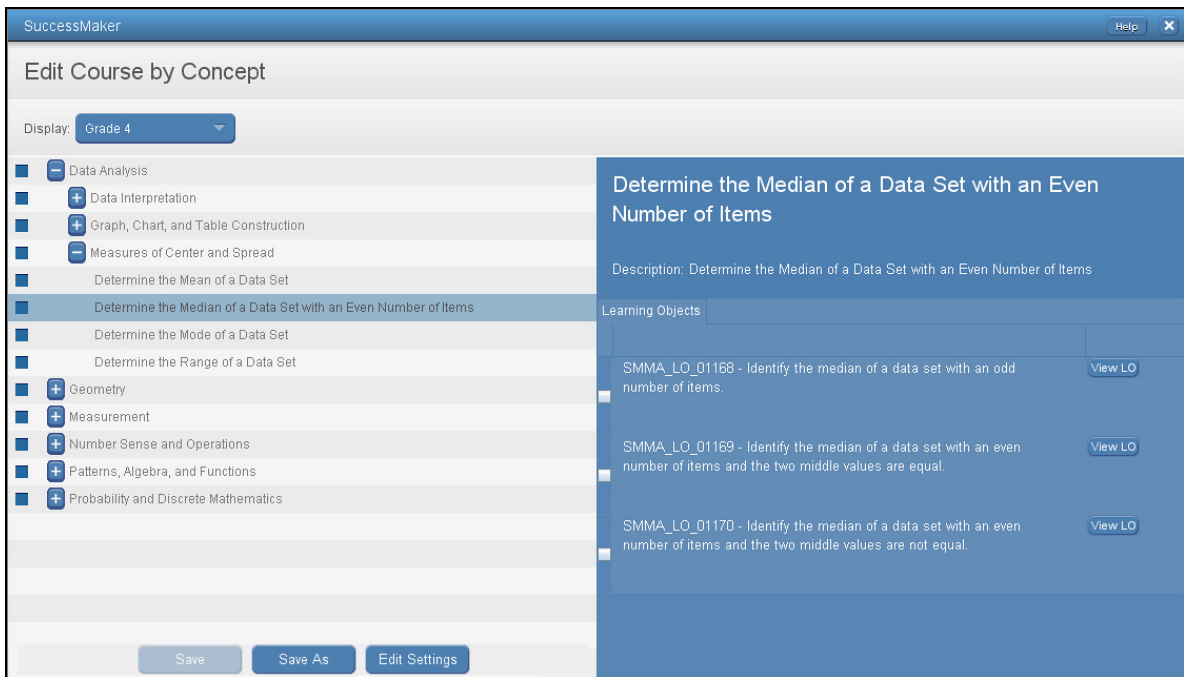 SuccessMaker
Help
Edit Course by Concept
Display: Grade 4
Data Analysis
Data Interpretation
Graph, Chart, and Table Construction
Measures of Center and Spread
Determine the Mean of a Data Set
Determine the Median of a Data Set with an Even Number of Items
Determine the Mode of a Data Set
Determine the Range of a Data Set
Geometry
Measurement
Number Sense and Operations
Patterns, Algebra, and Functions
Probability and Discrete Mathematics
Save
Save As
Edit Settings
Determine the Median of a Data Set with an Even
Number of Items
Description: Determine the Median of a Data Set with an Even Number of Items
Learning Objects
SMMA_LO_01168 - Identify the median of a data set with an odd
number of items.
View LO
SMMA_LO_01169 - Identify the median of a data set with an even
number of items and the two middle values are equal.
View LO
SMMA_LO_01170 - Identify the median of a data set with an even
number of items and the two middle values are not equal.
View LO